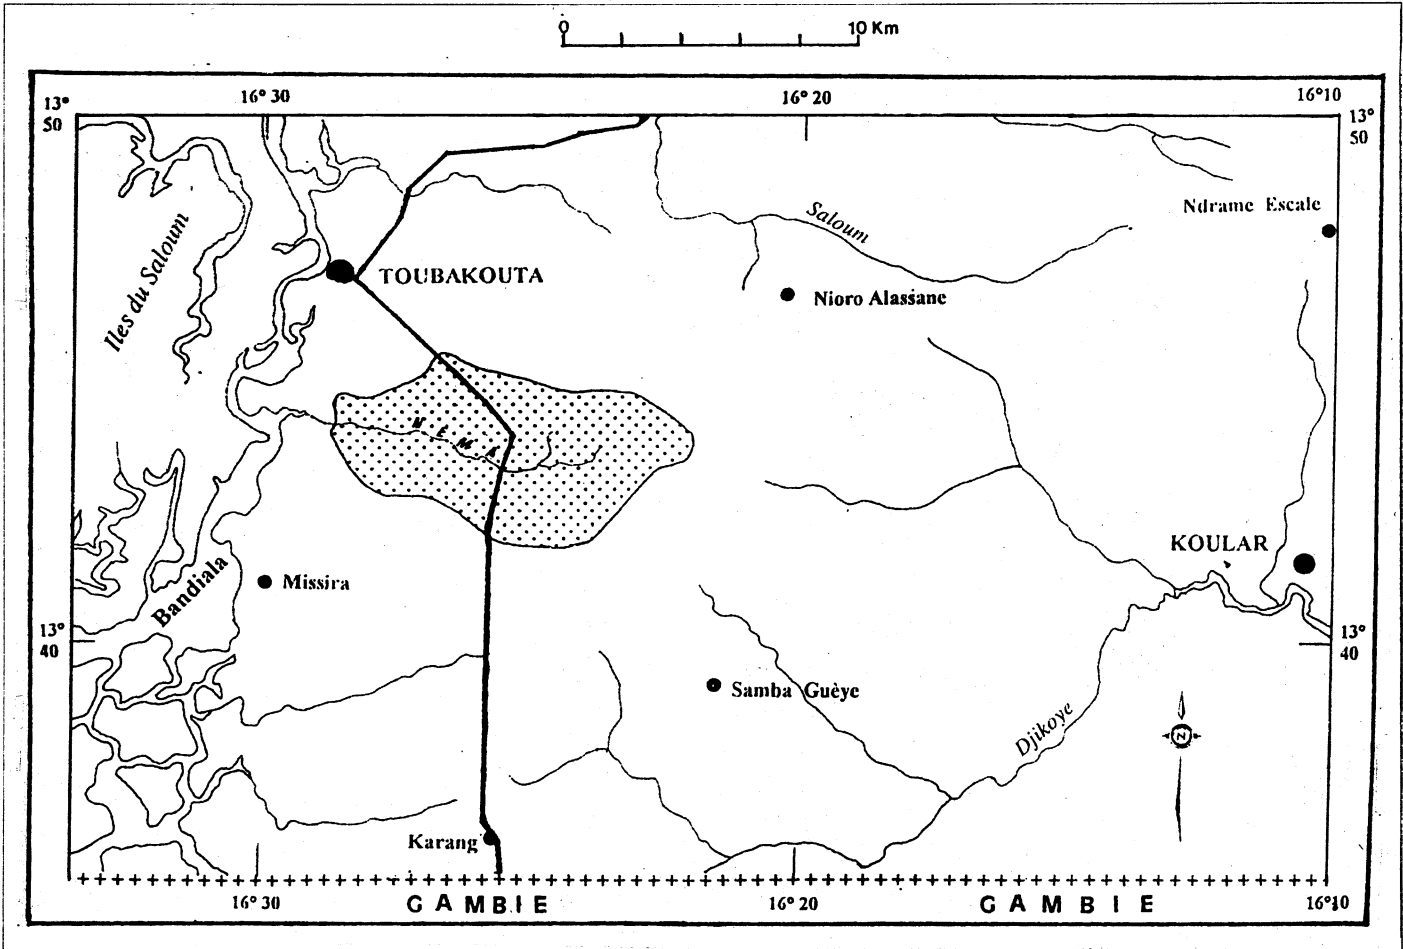 0 10 Km
16° 30 16° 20 16° 10
13° 50
13° 50
Ndrame Escale
Saloum
Iles du Saloum
TOUBAKOUTA
Nioro Alassane
NEMA
KOULAR
Missira
Bandiala
13° 40
13° 40
Samba Guèye
Djikoye
N
Karang
16° 30 GAMBIE 16° 20 GAMBIE 16° 10